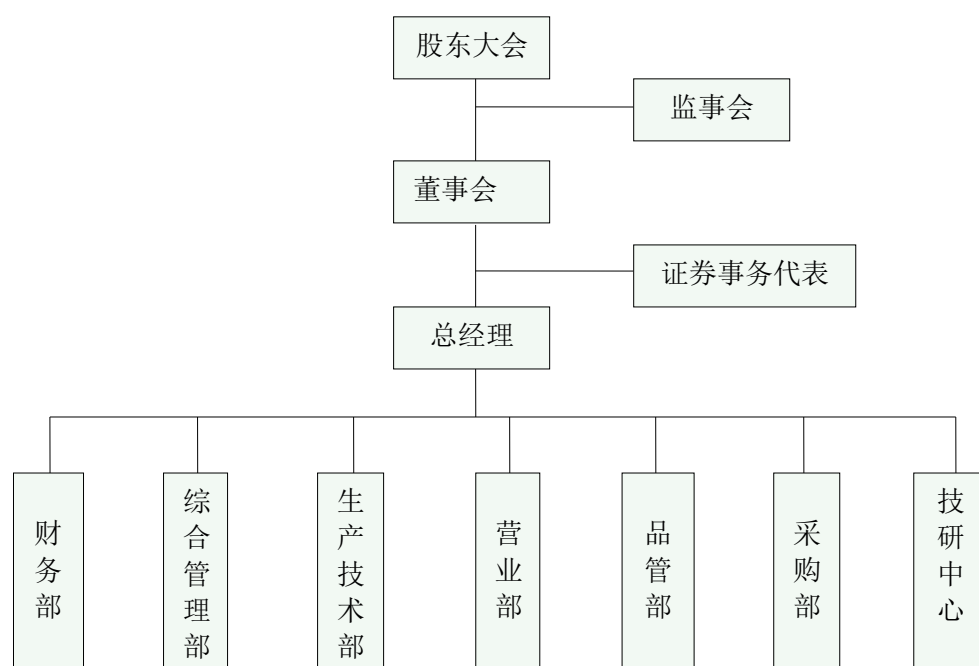 股东大会
监事会
董事会
证券事务代表
总经理
财务部
综合管理部
生产技术部
营业部
品管部
采购部
技研中心